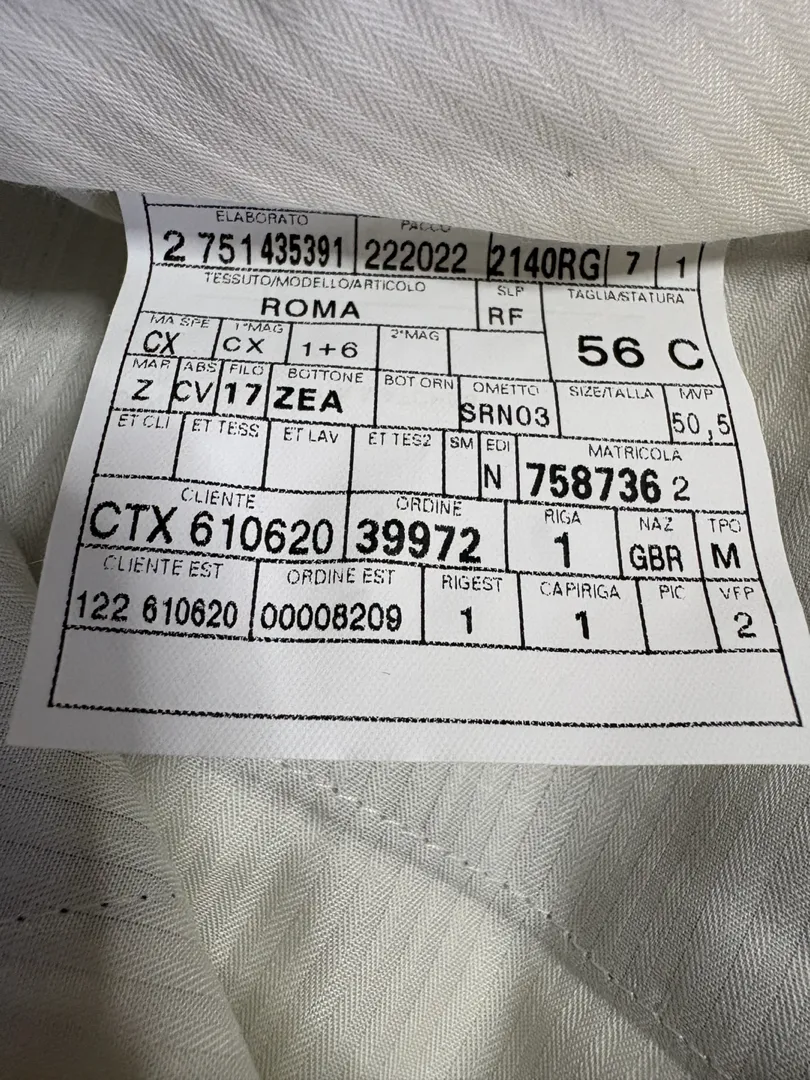 ELABORATO PACCO
2 751435391 222022 2140RG 7 1
TESSUTO/MODELLO/ARTICOLO SLP TAGLIA/STATURA
ROMA RF 56 C
MA SPE 1°MAG 2°MAG
CX CX 1+6
MAR ABS FILO BOTTONE BOT ORN OMETTO SIZE/TALLA MVP
Z CV 17 ZEA SRN03 50,5
ET CLI ET TESS ET LAV ET TES2 SM EDI MATRICOLA
N 758736 2
CLIENTE ORDINE RIGA NAZ TPO
CTX 610620 39972 1 GBR M
CLIENTE EST ORDINE EST RIGEST CAPIRIGA PIC VFP
122 610620 00008209 1 1 2